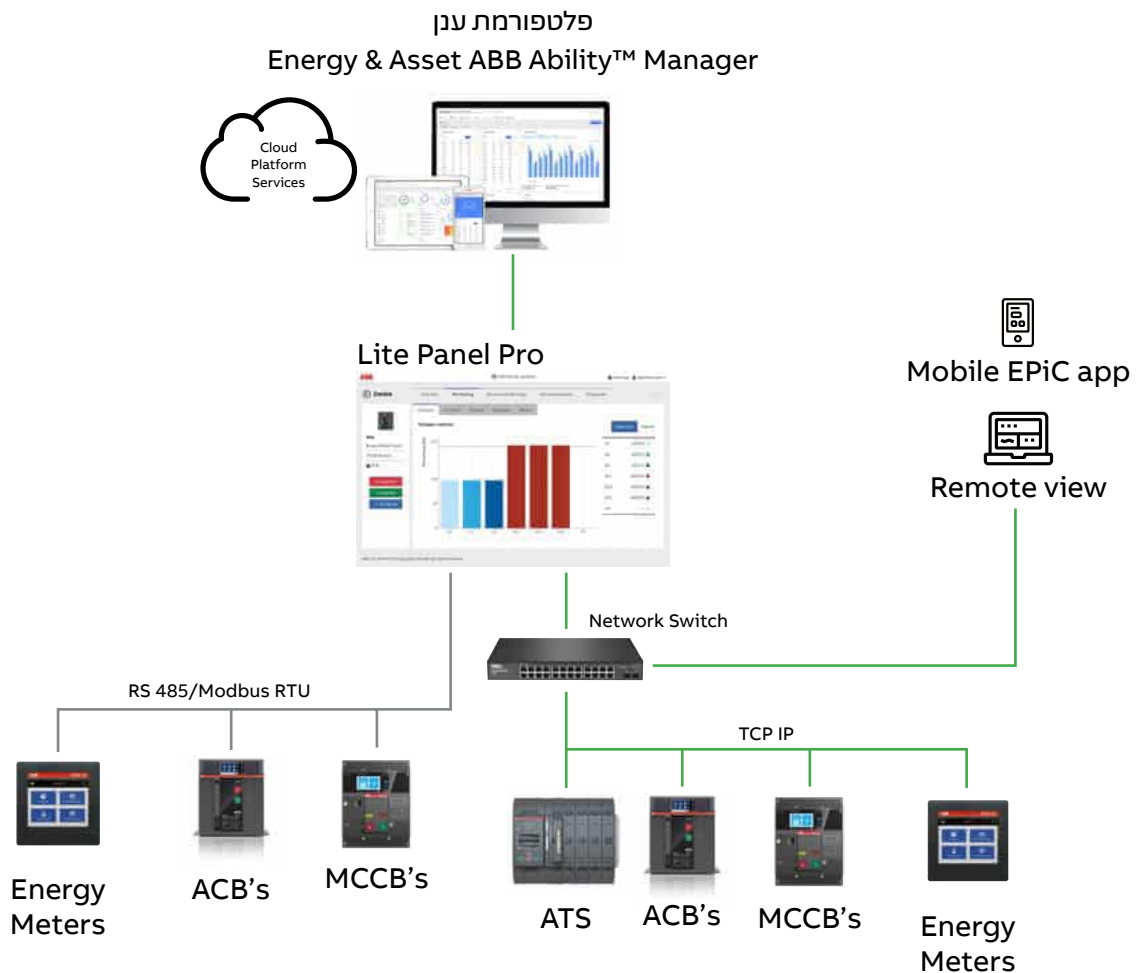 פלטפורמת ענן
Energy & Asset ABB Ability™ Manager
Cloud
Platform
Services
Lite Panel Pro
Mobile EPiC app
Remote view
Network Switch
RS 485/Modbus RTU
TCP IP
Energy
Meters
ACB's
MCCB's
ATS
ACB's
MCCB's
Energy
Meters